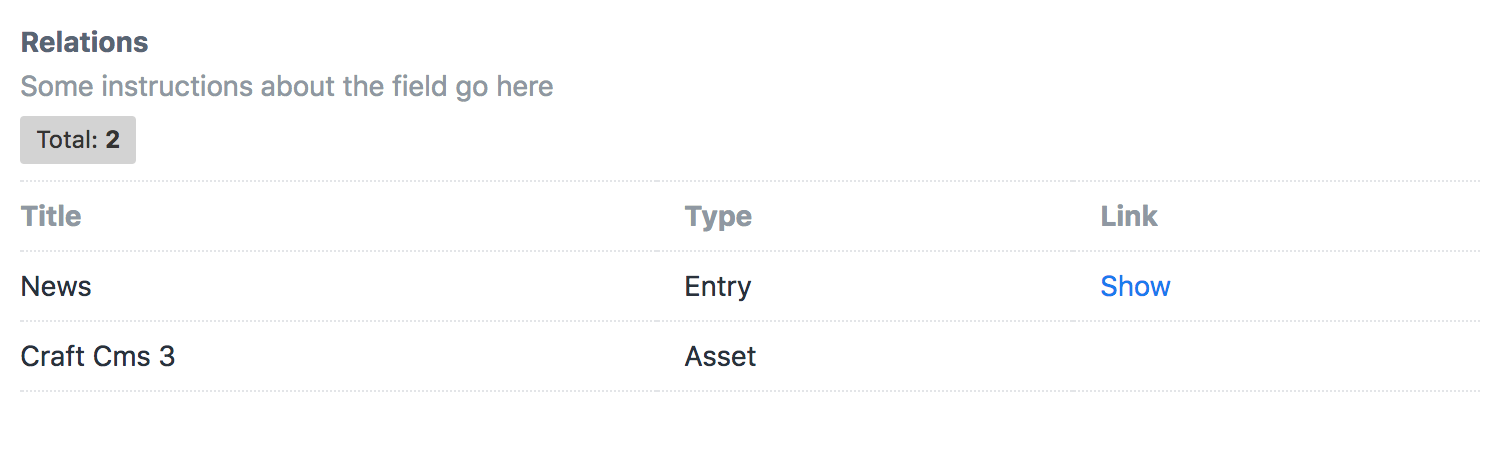 Relations
Some instructions about the field go here
Total: 2
Title Type Link
News Entry Show
Craft Cms 3 Asset